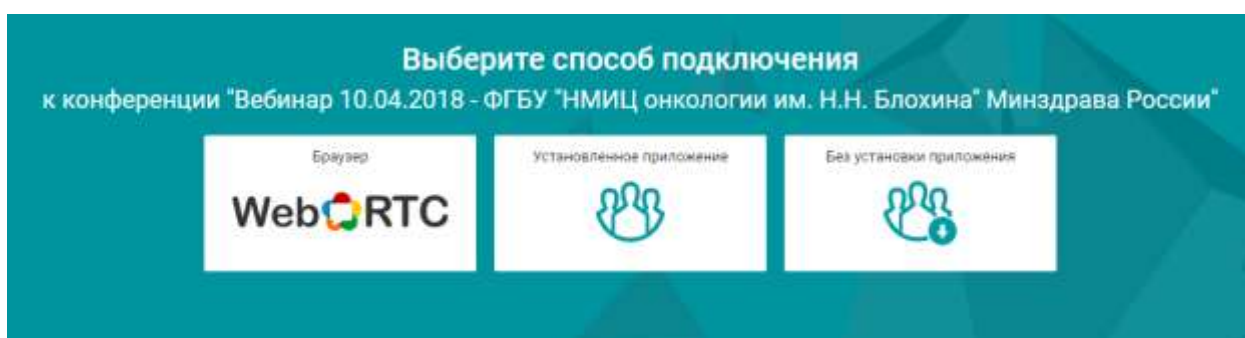 Выберите способ подключения
к конференции "Вебинар 10.04.2018 - ФГБУ "НМИЦ онкологии им. Н.Н. Блохина" Минздрава России"
Браузер
Установленное приложение
Без установки приложения
WebRTC